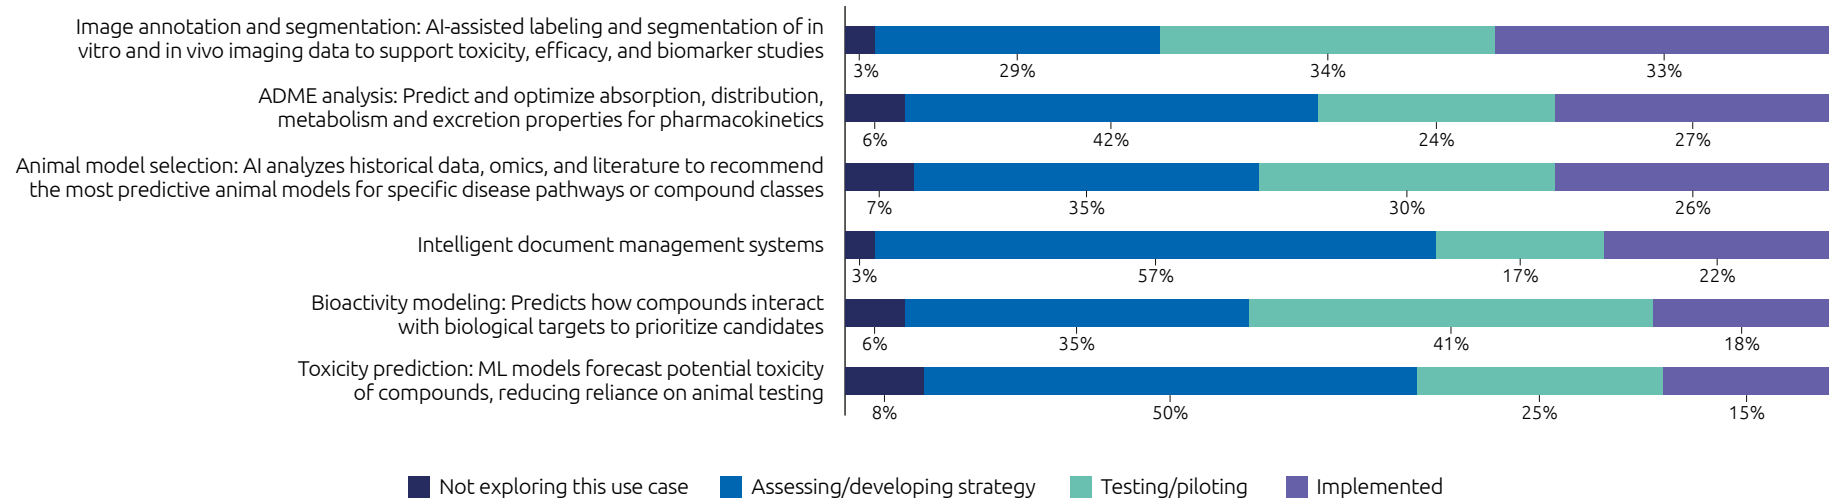 Image annotation and segmentation: AI-assisted labeling and segmentation of in
vitro and in vivo imaging data to support toxicity, efficacy, and biomarker studies
3% 29% 34% 33%
ADME analysis: Predict and optimize absorption, distribution,
metabolism and excretion properties for pharmacokinetics
6% 42% 24% 27%
Animal model selection: AI analyzes historical data, omics, and literature to recommend
the most predictive animal models for specific disease pathways or compound classes
7% 35% 30% 26%
Intelligent document management systems
3% 57% 17% 22%
Bioactivity modeling: Predicts how compounds interact
with biological targets to prioritize candidates
6% 35% 41% 18%
Toxicity prediction: ML models forecast potential toxicity
of compounds, reducing reliance on animal testing
8% 50% 25% 15%
Not exploring this use case Assessing/developing strategy Testing/piloting Implemented